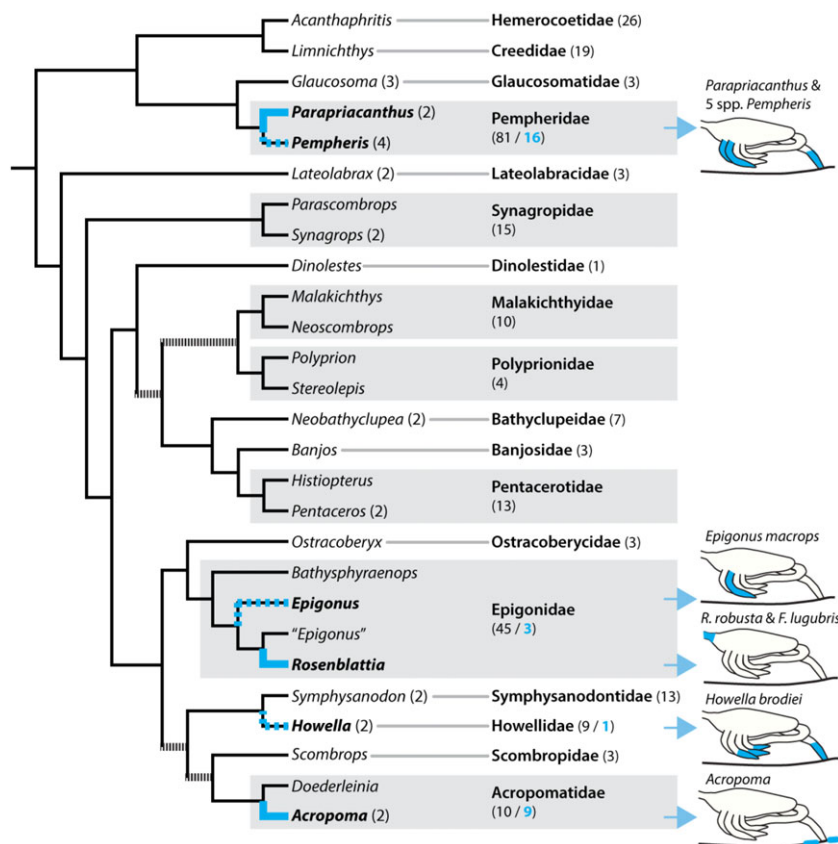 Acanthaphritis Hemerocoetidae (26)
Limnichthys Creedidae (19)
Glaucosoma (3) Glaucosomatidae (3)
Parapriacanthus (2) Pempheridae
Pempheris (4) (81 / 16)
Parapriacanthus &
5 spp. Pempheris
Lateolabrax (2) Lateolabracidae (3)
Parascombrops Synagropidae
Synagrops (2) (15)
Dinolestes Dinolestidae (1)
Malakichthys Malakichthyidae
Neoscombrops (10)
Polyprion Polyprionidae
Stereolepis (4)
Neobathyclupea (2) Bathyclupeidae (7)
Banjos Banjosidae (3)
Histiopterus Pentacerotidae
Pentaceros (2) (13)
Ostracoberyx Ostracoberycidae (3)
Epigonus macrops
Bathysphyraenops
Epigonus Epigonidae
"Epigonus" (45 / 3)
Rosenblattia
R. robusta & F. lugubris
Symphysanodon (2) Symphysanodontidae (13)
Howella (2) Howellidae (9 / 1)
Howella brodiei
Scombrops Scombropidae (3)
Doederleinia Acropomatidae
Acropoma (2) (10 / 9)
Acropoma